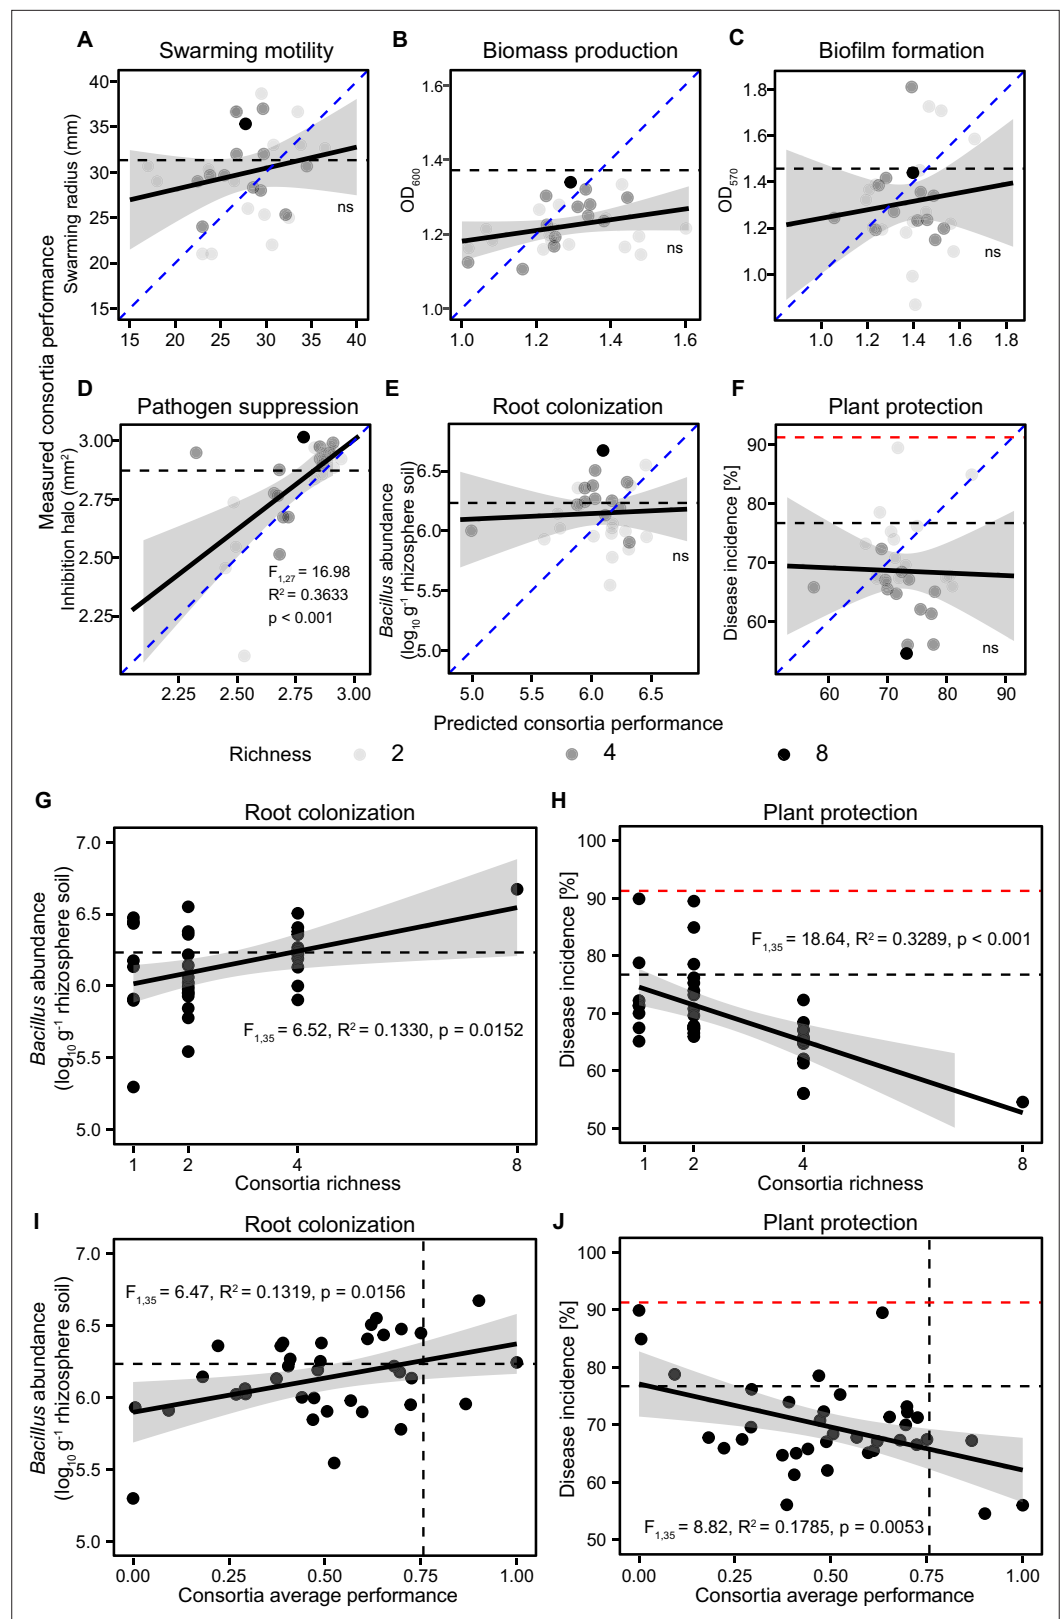 A Swarming motility
Swarming radius (mm)
40
35
30
25
20
15
ns
15 20 25 30 35 40
B Biomass production
OD600
1.6
1.4
1.2
1.0
ns
1.0 1.2 1.4 1.6
C Biofilm formation
OD570
1.8
1.6
1.4
1.2
1.0
ns
1.0 1.2 1.4 1.6 1.8
Measured consortia performance
D Pathogen suppression
Inhibition halo (mm²)
3.00
2.75
2.50
2.25
F1,27 = 16.98
R² = 0.3633
p < 0.001
2.25 2.50 2.75 3.00
E Root colonization
Bacillus abundance
(log10 g⁻¹ rhizosphere soil)
6.5
6.0
5.5
5.0
ns
5.0 5.5 6.0 6.5
F Plant protection
Disease incidence [%]
90
80
70
60
ns
60 70 80 90
Predicted consortia performance
Richness 2 4 8
G Root colonization
Bacillus abundance
(log10 g⁻¹ rhizosphere soil)
7.0
6.5
6.0
5.5
5.0
F1,35 = 6.52, R² = 0.1330, p = 0.0152
1 2 4 8
Consortia richness
H Plant protection
Disease incidence [%]
100
90
80
70
60
50
F1,35 = 18.64, R² = 0.3289, p < 0.001
1 2 4 8
Consortia richness
I Root colonization
Bacillus abundance
(log10 g⁻¹ rhizosphere soil)
7.0
6.5
6.0
5.5
5.0
F1,35 = 6.47, R² = 0.1319, p = 0.0156
0.00 0.25 0.50 0.75 1.00
Consortia average performance
J Plant protection
Disease incidence [%]
100
90
80
70
60
50
F1,35 = 8.82, R² = 0.1785, p = 0.0053
0.00 0.25 0.50 0.75 1.00
Consortia average performance